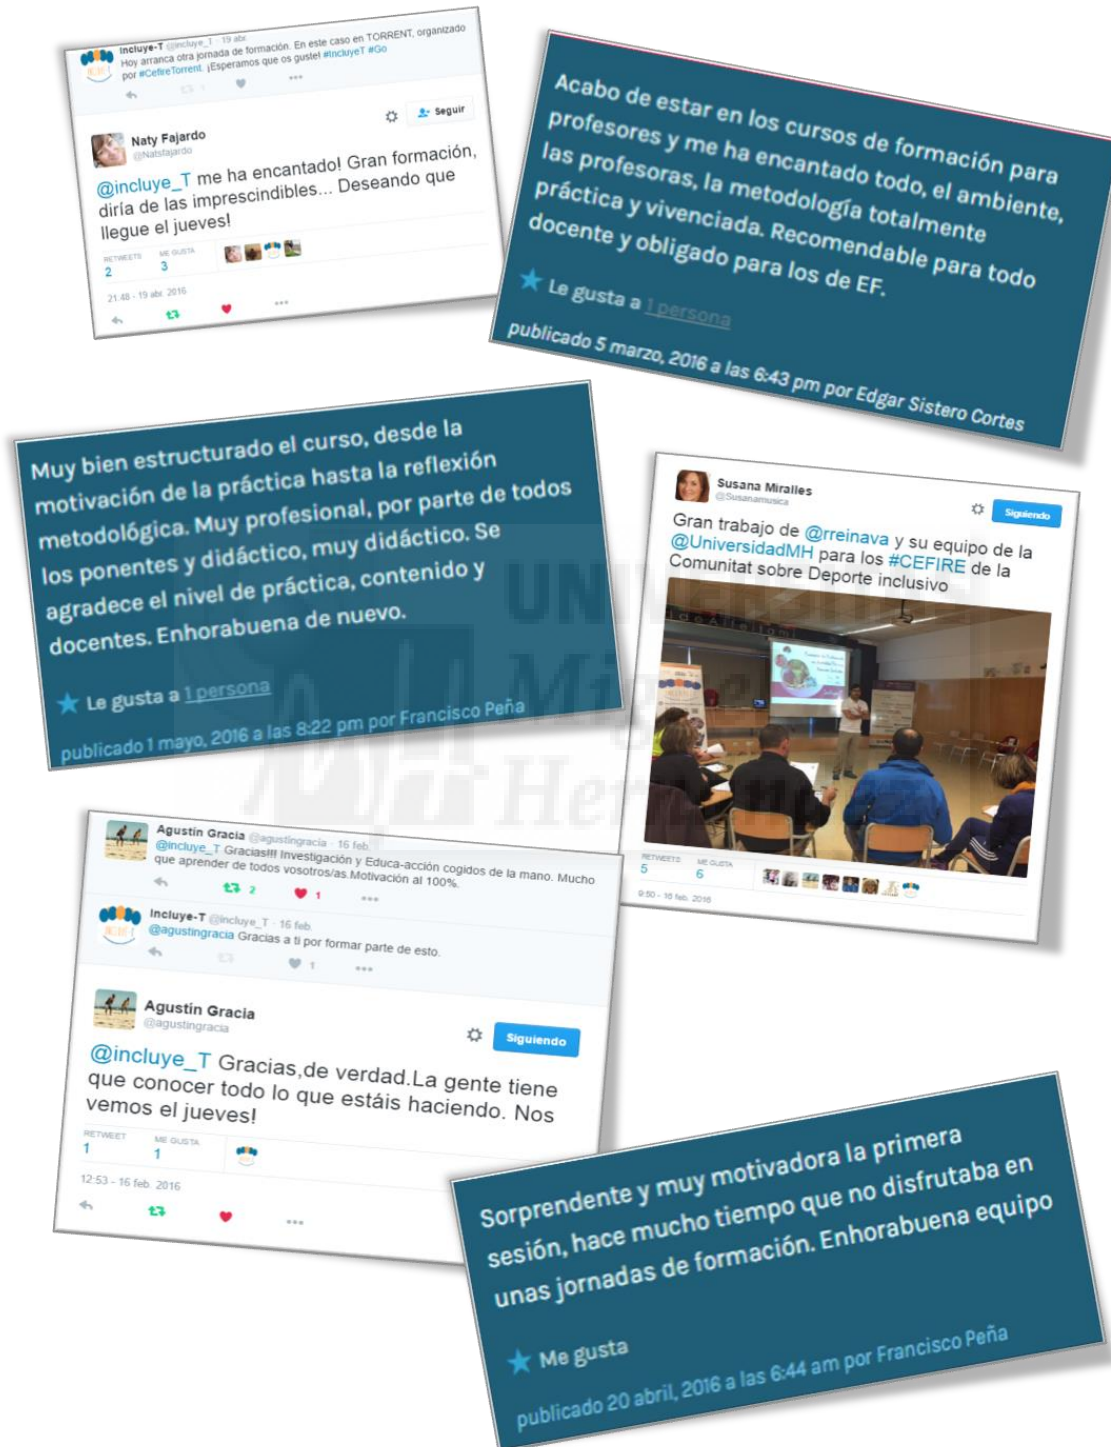 Incluye-T @incluye_T · 19 abr.
Hoy arranca otra jornada de formación. En este caso en TORRENT, organizado
por #CefireTorrent. ¡Esperamos que os guste! #IncluyeT #Go
Naty Fajardo
@Natsfajardo
Seguir
@incluye_T me ha encantado! Gran formación,
diría de las imprescindibles... Deseando que
llegue el jueves!
RETWEETS
2
ME GUSTA
3
21:48 - 19 abr. 2016
Acabo de estar en los cursos de formación para
profesores y me ha encantado todo, el ambiente,
las profesoras, la metodología totalmente
práctica y vivenciada. Recomendable para todo
docente y obligado para los de EF.
Le gusta a 1 persona
publicado 5 marzo, 2016 a las 6:43 pm por Edgar Sistero Cortes
Muy bien estructurado el curso, desde la
motivación de la práctica hasta la reflexión
metodológica. Muy profesional, por parte de todos
los ponentes y didáctico, muy didáctico. Se
agradece el nivel de práctica, contenido y
docentes. Enhorabuena de nuevo.
Le gusta a 1 persona
publicado 1 mayo, 2016 a las 8:22 pm por Francisco Peña
Susana Miralles
@Susanamusica
Siguiendo
Gran trabajo de @rreinava y su equipo de la
@UniversidadMH para los #CEFIRE de la
Comunitat sobre Deporte inclusivo
RETWEETS
5
ME GUSTA
6
9:50 - 16 feb. 2016
UNIVERSITAS
Miguel
Hernández
Agustín Gracia @agustingracia · 16 feb.
@incluye_T Gracias!!! Investigación y Educa-acción cogidos de la mano. Mucho
que aprender de todos vosotros/as.Motivación al 100%.
2
1
Incluye-T @incluye_T · 16 feb.
@agustingracia Gracias a ti por formar parte de esto.
1
Agustín Gracia
@agustingracia
Siguiendo
@incluye_T Gracias,de verdad.La gente tiene
que conocer todo lo que estáis haciendo. Nos
vemos el jueves!
RETWEET
1
ME GUSTA
1
12:53 - 16 feb. 2016
Sorprendente y muy motivadora la primera
sesión, hace mucho tiempo que no disfrutaba en
unas jornadas de formación. Enhorabuena equipo
Me gusta
publicado 20 abril, 2016 a las 6:44 am por Francisco Peña